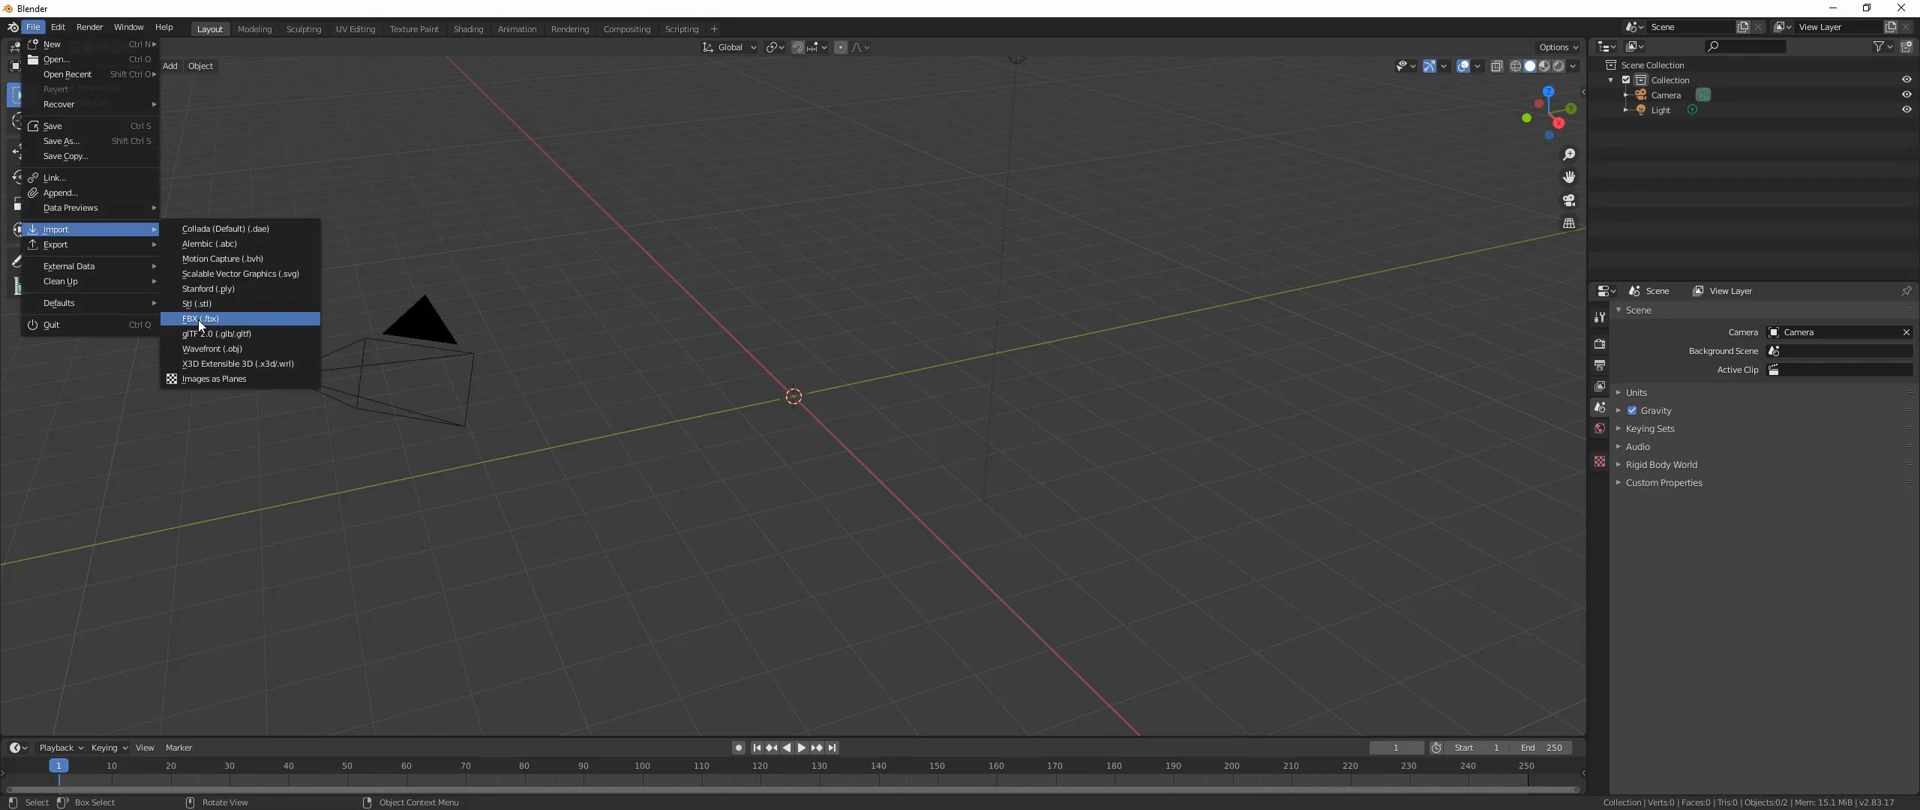 Blender
File Edit Render Window Help Layout Modeling Sculpting UV Editing Texture Paint Shading Animation Rendering Compositing Scripting + Scene View Layer
New Ctrl N
Open... Ctrl O
Open Recent Shift Ctrl O
Revert
Recover
Save Ctrl S
Save As... Shift Ctrl S
Save Copy...
Link...
Append...
Data Previews
Import
Export
External Data
Clean Up
Defaults
Quit Ctrl Q
Collada (Default) (.dae)
Alembic (.abc)
Motion Capture (.bvh)
Scalable Vector Graphics (.svg)
Stanford (.ply)
Stl (.stl)
FBX (.fbx)
glTF 2.0 (.glb/.gltf)
Wavefront (.obj)
X3D Extensible 3D (.x3d/.wrl)
Images as Planes
Add Object
Global
Options
Z
Y
X
Scene Collection
Collection
Camera
Light
Scene View Layer
Scene
Camera Camera
Background Scene
Active Clip
Units
Gravity
Keying Sets
Audio
Rigid Body World
Custom Properties
Playback Keying View Marker 1 Start 1 End 250
1 10 20 30 40 50 60 70 80 90 100 110 120 130 140 150 160 170 180 190 200 210 220 230 240 250
Select Box Select Rotate View Object Context Menu Collection | Verts:0 | Faces:0 | Tris:0 | Objects:0/2 | Mem: 15.1 MiB | v2.83.17